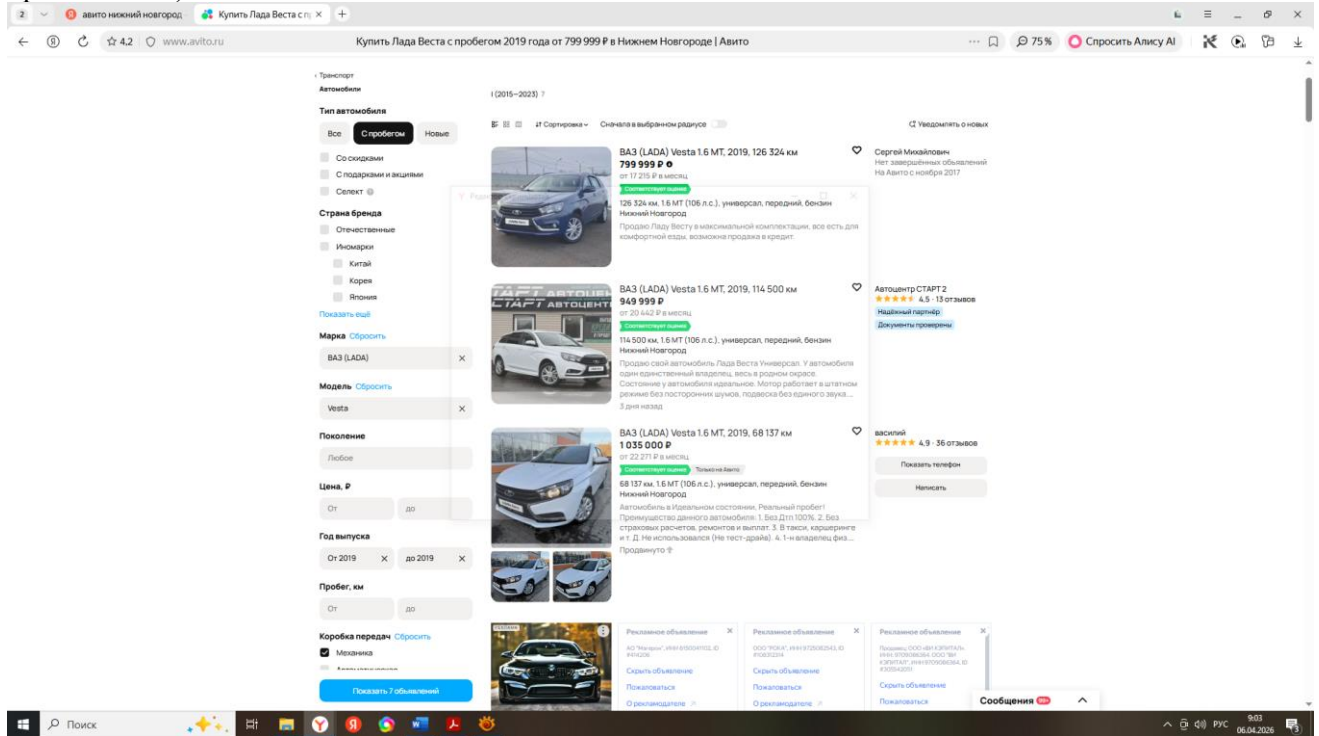 2
авито нижний новгород
Купить Лада Веста с п
4,2
www.avito.ru
Купить Лада Веста с пробегом 2019 года от 799 999 ₽ в Нижнем Новгороде | Авито
75 %
Спросить Алису AI
‹ Транспорт
Автомобили
Тип автомобиля
Все
С пробегом
Новые
Со скидками
С подарками и акциями
Селект
Страна бренда
Отечественные
Иномарки
Китай
Корея
Япония
Показать ещё
Марка Сбросить
ВАЗ (LADA)
Модель Сбросить
Vesta
Поколение
Любое
Цена, ₽
От
до
Год выпуска
От 2019
до 2019
Пробег, км
От
до
Коробка передач Сбросить
Механика
Показать 7 объявлений
I (2015—2023) 7
Сортировка
Сначала в выбранном радиусе
Уведомлять о новых
ВАЗ (LADA) Vesta 1.6 MT, 2019, 126 324 км
799 999 ₽
от 17 215 ₽ в месяц
Соответствует оценке
126 324 км, 1.6 MT (106 л.с.), универсал, передний, бензин
Нижний Новгород
Продаю Ладу Весту в максимальной комплектации, все есть для
комфортной езды, возможна продажа в кредит.
Сергей Михайлович
Нет завершённых объявлений
На Авито с ноября 2017
ВАЗ (LADA) Vesta 1.6 MT, 2019, 114 500 км
949 999 ₽
от 20 442 ₽ в месяц
Соответствует оценке
114 500 км, 1.6 MT (106 л.с.), универсал, передний, бензин
Нижний Новгород
Продаю свой автомобиль Лада Веста Универсал. У автомобиля
один единственный владелец, весь в родном окрасе.
Состояние у автомобиля идеальное. Мотор работает в штатном
режиме без посторонних шумов, подвеска без единого звука...
3 дня назад
Автоцентр СТАРТ 2
4,5 · 13 отзывов
Надёжный партнёр
Документы проверены
ВАЗ (LADA) Vesta 1.6 MT, 2019, 68 137 км
1 035 000 ₽
от 22 271 ₽ в месяц
Соответствует оценке
Только на Авито
68 137 км, 1.6 MT (106 л.с.), универсал, передний, бензин
Нижний Новгород
Автомобиль в Идеальном состоянии, Реальный пробег!
Преимущество данного автомобиля: 1. Без Дтп 100%. 2. Без
страховых расчетов, ремонтов и выплат. 3. В такси, каршеринге
и т. Д. Не использовался (Не тест-драйв). 4. 1-н владелец физ...
Продвинуто
василий
4,9 · 36 отзывов
Показать телефон
Написать
Рекламное объявление
Скрыть объявление
Пожаловаться
О рекламодателе
Рекламное объявление
Скрыть объявление
Пожаловаться
О рекламодателе
Рекламное объявление
Скрыть объявление
Пожаловаться
Сообщения 99+
Поиск
РУС
9:03
06.04.2026